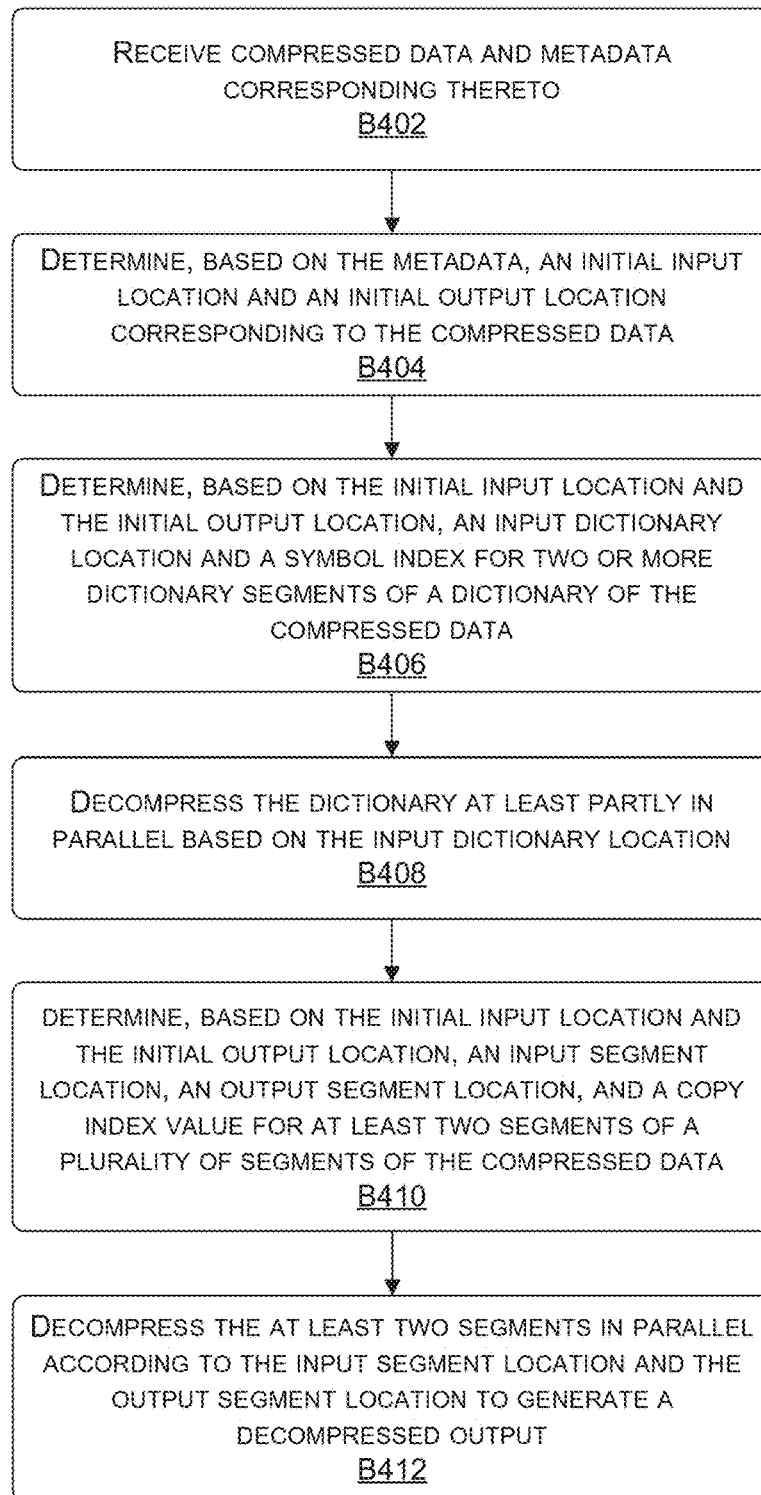 RECEIVE COMPRESSED DATA AND METADATA
CORRESPONDING THERETO
B402
DETERMINE, BASED ON THE METADATA, AN INITIAL INPUT
LOCATION AND AN INITIAL OUTPUT LOCATION
CORRESPONDING TO THE COMPRESSED DATA
B404
DETERMINE, BASED ON THE INITIAL INPUT LOCATION AND
THE INITIAL OUTPUT LOCATION, AN INPUT DICTIONARY
LOCATION AND A SYMBOL INDEX FOR TWO OR MORE
DICTIONARY SEGMENTS OF A DICTIONARY OF THE
COMPRESSED DATA
B406
DECOMPRESS THE DICTIONARY AT LEAST PARTLY IN
PARALLEL BASED ON THE INPUT DICTIONARY LOCATION
B408
DETERMINE, BASED ON THE INITIAL INPUT LOCATION AND
THE INITIAL OUTPUT LOCATION, AN INPUT SEGMENT
LOCATION, AN OUTPUT SEGMENT LOCATION, AND A COPY
INDEX VALUE FOR AT LEAST TWO SEGMENTS OF A
PLURALITY OF SEGMENTS OF THE COMPRESSED DATA
B410
DECOMPRESS THE AT LEAST TWO SEGMENTS IN PARALLEL
ACCORDING TO THE INPUT SEGMENT LOCATION AND THE
OUTPUT SEGMENT LOCATION TO GENERATE A
DECOMPRESSED OUTPUT
B412